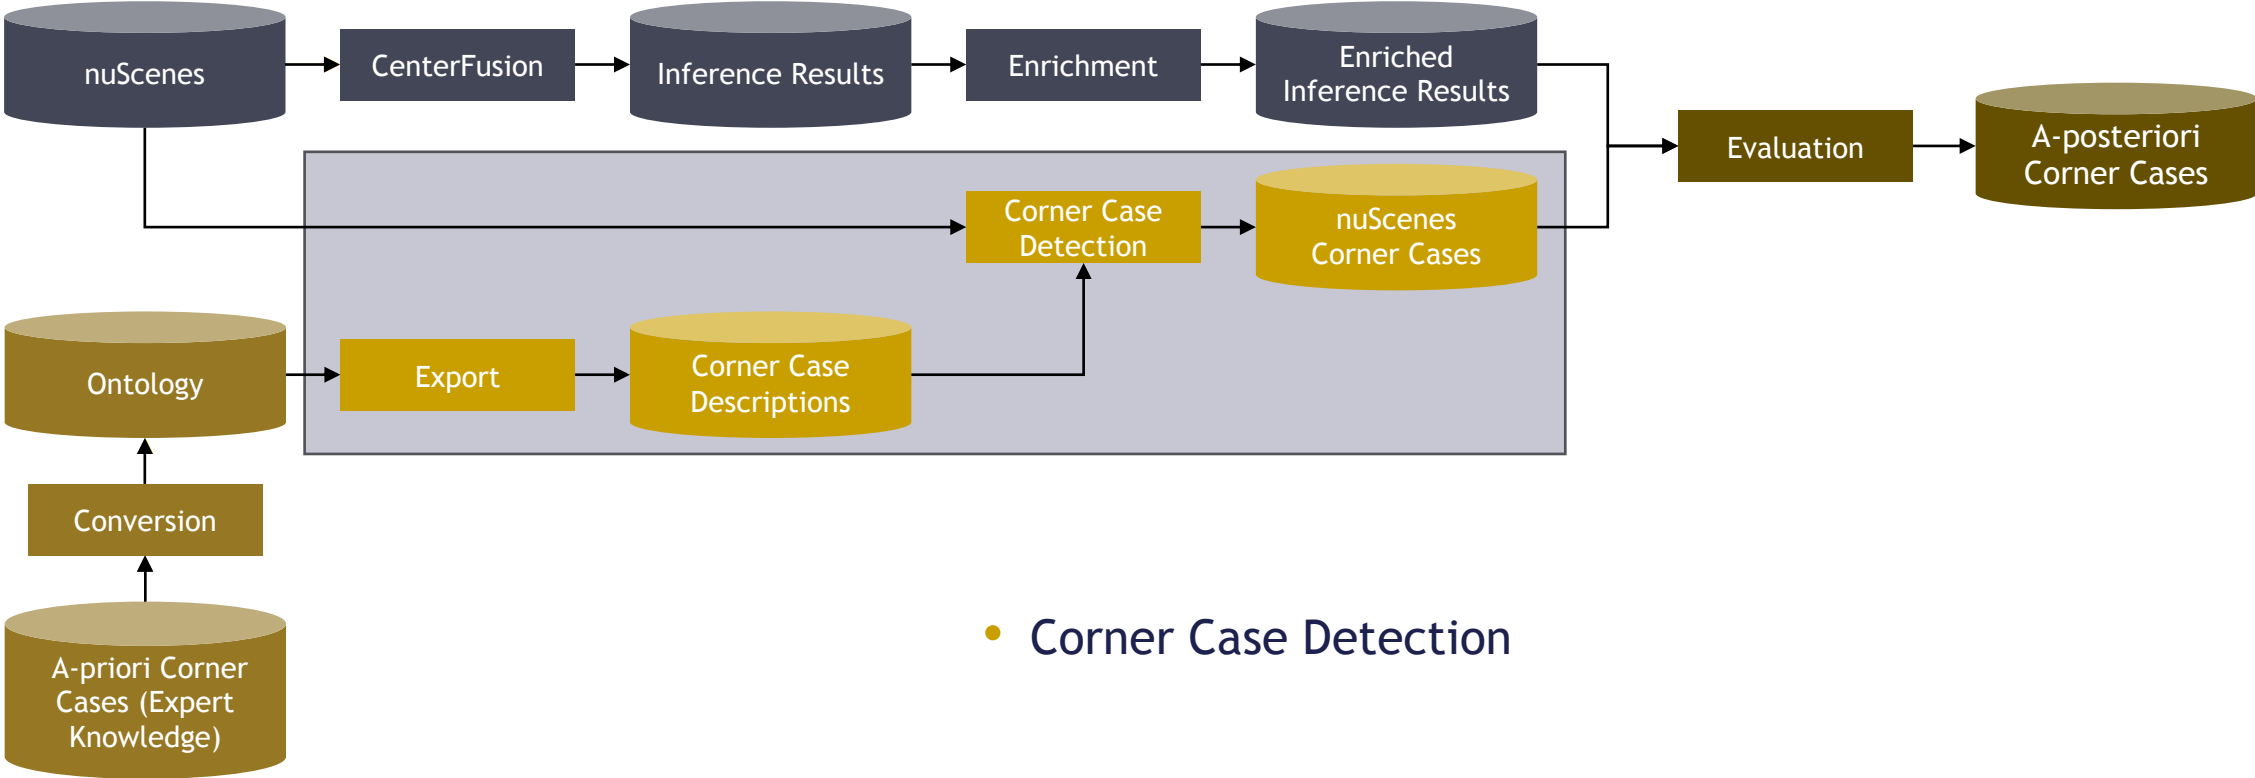 nuScenes
CenterFusion
Inference Results
Enrichment
Enriched
Inference Results
Evaluation
A-posteriori
Corner Cases
Corner Case
Detection
nuScenes
Corner Cases
Ontology
Export
Corner Case
Descriptions
Conversion
A-priori Corner
Cases (Expert
Knowledge)
• Corner Case Detection